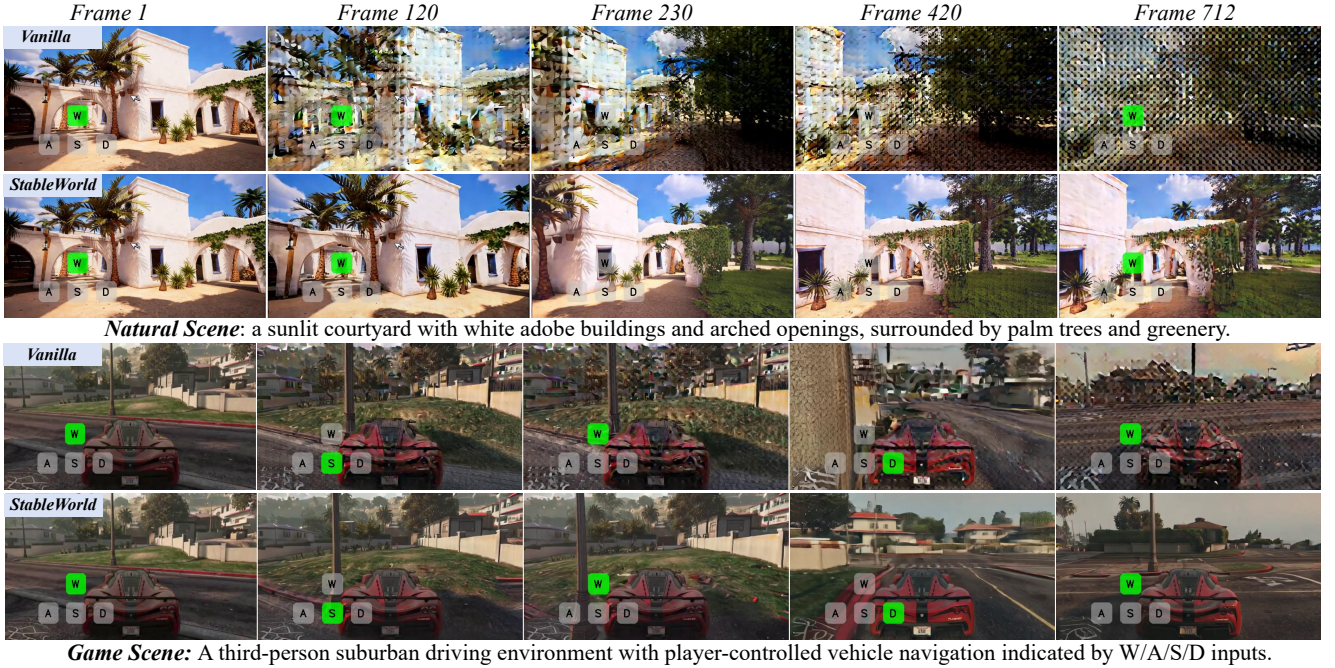 Frame 1 Frame 120 Frame 230 Frame 420 Frame 712
Vanilla
W W W W W
A S D A S D A S D A S D A S D
StableWorld
W W W W W
A S D A S D A S D A S D A S D
Natural Scene: a sunlit courtyard with white adobe buildings and arched openings, surrounded by palm trees and greenery.
Vanilla
W W W W W
A S D A S D A S D A S D A S D
StableWorld
W W W W W
A S D A S D A S D A S D A S D
Game Scene: A third-person suburban driving environment with player-controlled vehicle navigation indicated by W/A/S/D inputs.